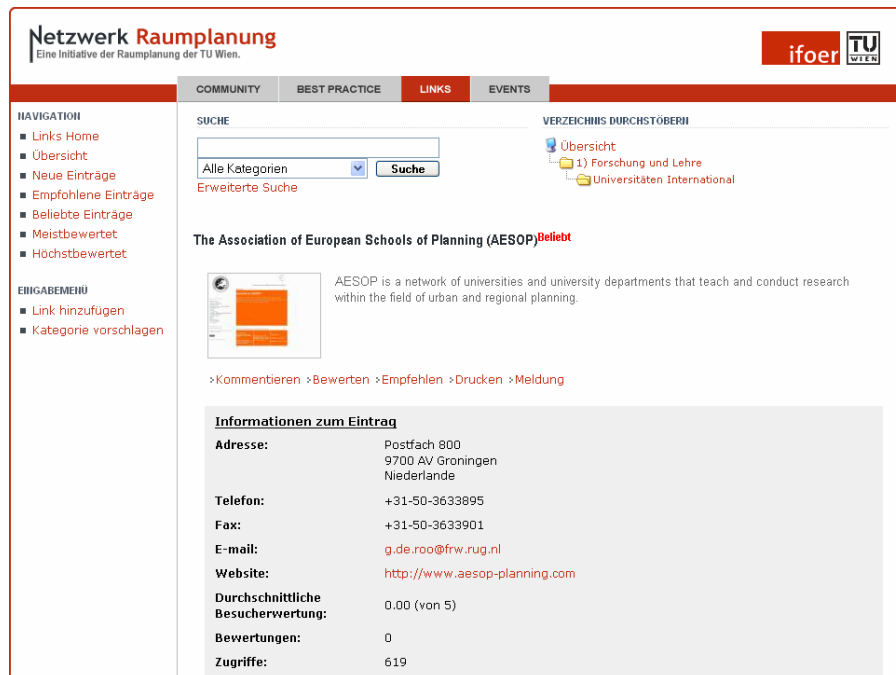 Netzwerk Raumplanung
Eine Initiative der Raumplanung der TU Wien.
ifoer TU WIEN
COMMUNITY BEST PRACTICE LINKS EVENTS
NAVIGATION
Links Home
Übersicht
Neue Einträge
Empfohlene Einträge
Beliebte Einträge
Meistbewertet
Höchstbewertet
EINGABEMENÜ
Link hinzufügen
Kategorie vorschlagen
SUCHE
Alle Kategorien Suche
Erweiterte Suche
VERZEICHNIS DURCHSTÖBERN
Übersicht
1) Forschung und Lehre
Universitäten International
The Association of European Schools of Planning (AESOP) Beliebt
AESOP is a network of universities and university departments that teach and conduct research
within the field of urban and regional planning.
>Kommentieren >Bewerten >Empfehlen >Drucken >Meldung
Informationen zum Eintrag
Adresse: Postfach 800
9700 AV Groningen
Niederlande
Telefon: +31-50-3633895
Fax: +31-50-3633901
E-mail: g.de.roo@frw.rug.nl
Website: http://www.aesop-planning.com
Durchschnittliche
Besucherwertung: 0.00 (von 5)
Bewertungen: 0
Zugriffe: 619